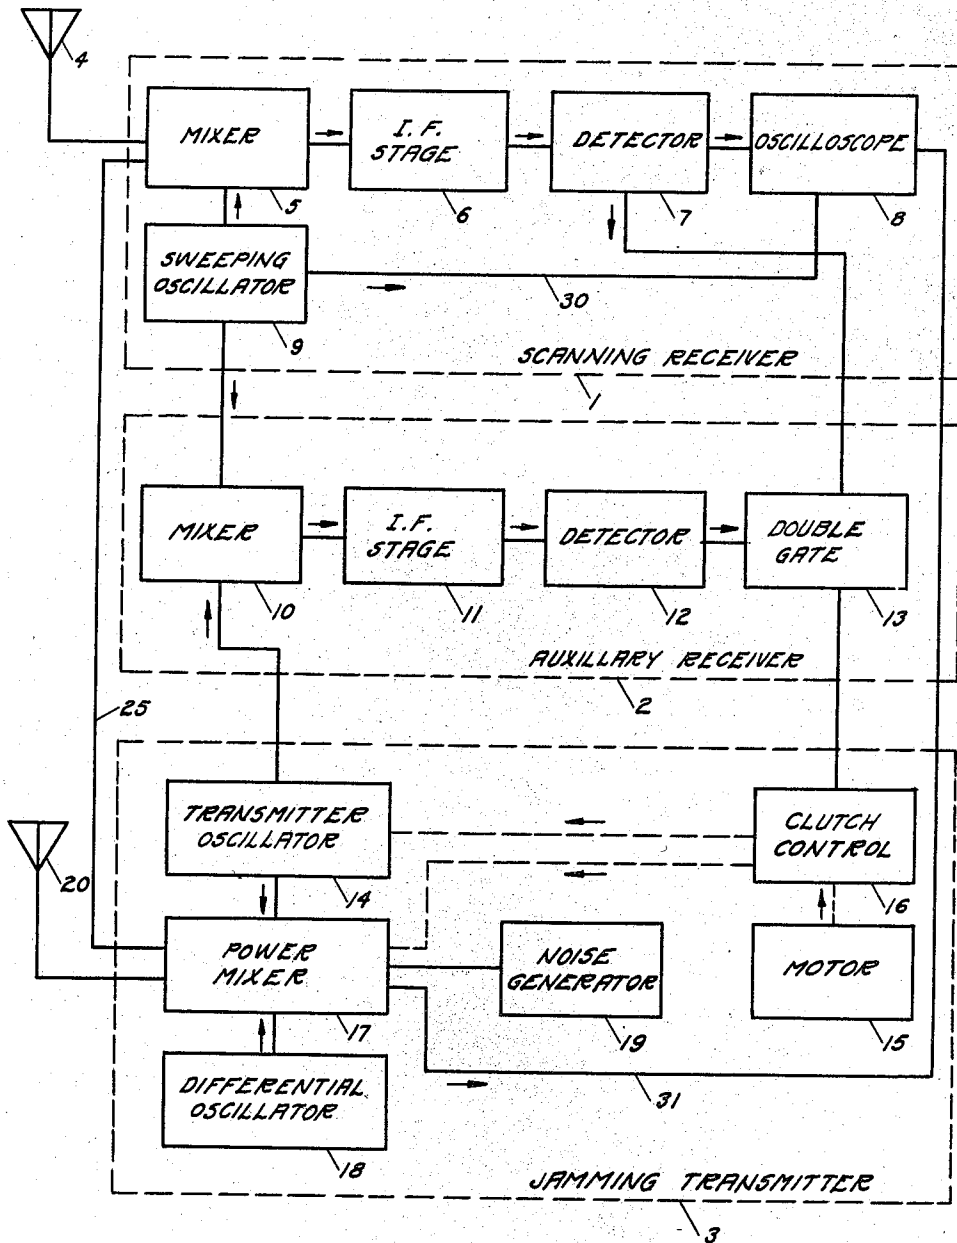 4
MIXER
5
I.F.
STAGE
6
DETECTOR
7
OSCILLOSCOPE
8
SWEEPING
OSCILLATOR
9
30
SCANNING RECEIVER
1
MIXER
10
I.F.
STAGE
11
DETECTOR
12
DOUBLE
GATE
13
AUXILLARY RECEIVER
2
25
TRANSMITTER
OSCILLATOR
14
CLUTCH
CONTROL
16
20
POWER
MIXER
17
NOISE
GENERATOR
19
MOTOR
15
DIFFERENTIAL
OSCILLATOR
18
31
JAMMING TRANSMITTER
3